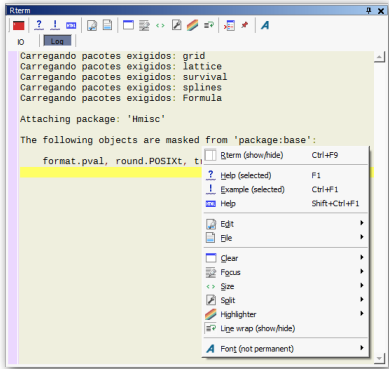 Rterm
IO Log
Carregando pacotes exigidos: grid
Carregando pacotes exigidos: lattice
Carregando pacotes exigidos: survival
Carregando pacotes exigidos: splines
Carregando pacotes exigidos: Formula
Attaching package: 'Hmisc'
The following objects are masked from 'package:base':
format.pval, round.POSIXt,
Rterm (show/hide) Ctrl+F9
Help (selected) F1
Example (selected) Ctrl+F1
Help Shift+Ctrl+F1
Edit
File
Clear
Focus
Size
Split
Highlighter
Line wrap (show/hide)
Font (not permanent)